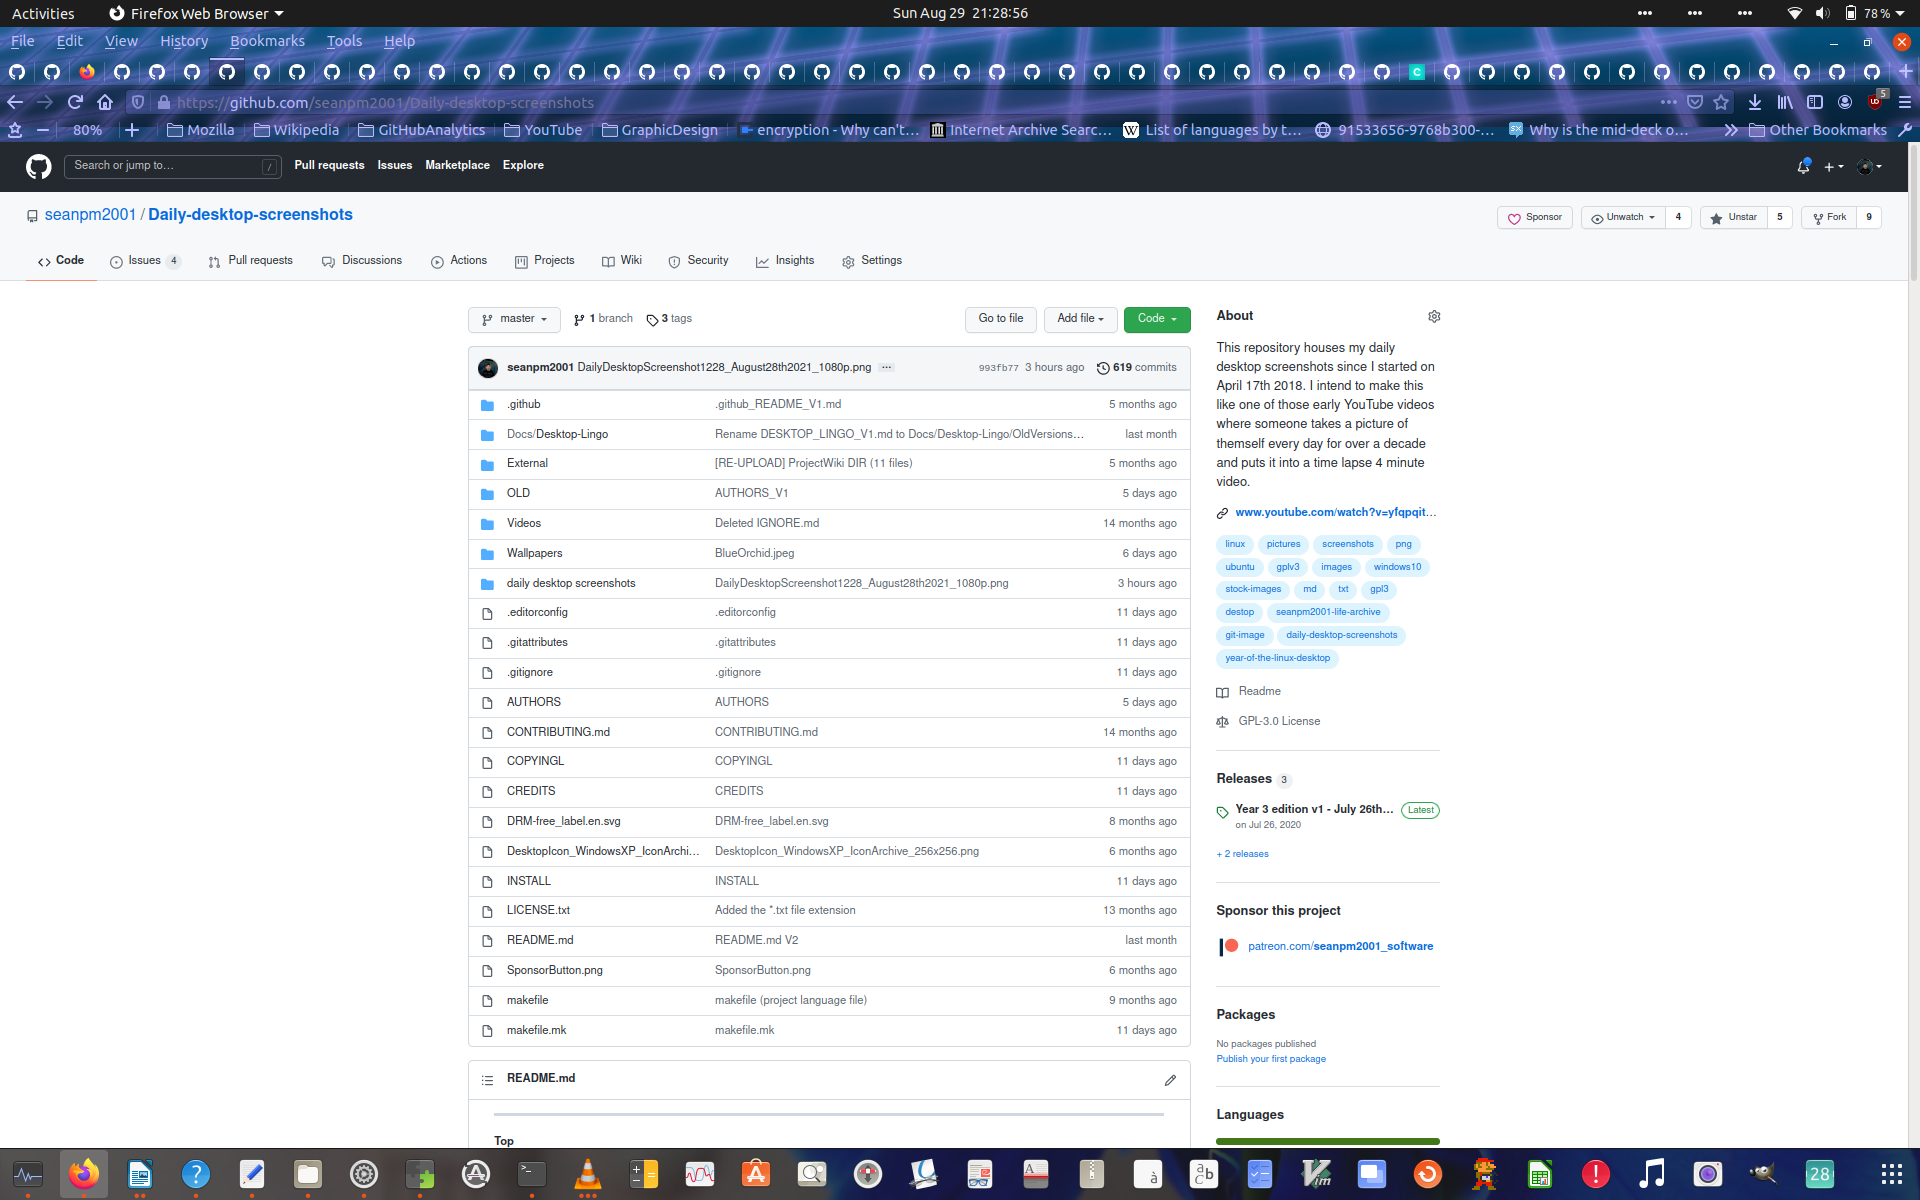 Activities Firefox Web Browser Sun Aug 29 21:28:56 78 %
File Edit View History Bookmarks Tools Help
https://github.com/seanpm2001/Daily-desktop-screenshots 5
80% Mozilla Wikipedia GitHubAnalytics YouTube GraphicDesign encryption - Why can't... Internet Archive Searc... List of languages by t... 91533656-9768b300-... Why is the mid-deck o... Other Bookmarks
Search or jump to... / Pull requests Issues Marketplace Explore
seanpm2001 / Daily-desktop-screenshots Sponsor Unwatch 4 Unstar 5 Fork 9
Code Issues 4 Pull requests Discussions Actions Projects Wiki Security Insights Settings
master 1 branch 3 tags Go to file Add file Code
seanpm2001 DailyDesktopScreenshot1228_August28th2021_1080p.png ... 993fb77 3 hours ago 619 commits
.github .github_README_V1.md 5 months ago
Docs/Desktop-Lingo Rename DESKTOP_LINGO_V1.md to Docs/Desktop-Lingo/OldVersions... last month
External [RE-UPLOAD] ProjectWiki DIR (11 files) 5 months ago
OLD AUTHORS_V1 5 days ago
Videos Deleted IGNORE.md 14 months ago
Wallpapers BlueOrchid.jpeg 6 days ago
daily desktop screenshots DailyDesktopScreenshot1228_August28th2021_1080p.png 3 hours ago
.editorconfig .editorconfig 11 days ago
.gitattributes .gitattributes 11 days ago
.gitignore .gitignore 11 days ago
AUTHORS AUTHORS 5 days ago
CONTRIBUTING.md CONTRIBUTING.md 14 months ago
COPYINGL COPYINGL 11 days ago
CREDITS CREDITS 11 days ago
DRM-free_label.en.svg DRM-free_label.en.svg 8 months ago
DesktopIcon_WindowsXP_IconArchi... DesktopIcon_WindowsXP_IconArchive_256x256.png 6 months ago
INSTALL INSTALL 11 days ago
LICENSE.txt Added the *.txt file extension 13 months ago
README.md README.md V2 last month
SponsorButton.png SponsorButton.png 6 months ago
makefile makefile (project language file) 9 months ago
makefile.mk makefile.mk 11 days ago
README.md
Top
About
This repository houses my daily
desktop screenshots since I started on
April 17th 2018. I intend to make this
like one of those early YouTube videos
where someone takes a picture of
themself every day for over a decade
and puts it into a time lapse 4 minute
video.
www.youtube.com/watch?v=yfqpqit...
linux pictures screenshots png
ubuntu gplv3 images windows10
stock-images md txt gpl3
destop seanpm2001-life-archive
git-image daily-desktop-screenshots
year-of-the-linux-desktop
Readme
GPL-3.0 License
Releases 3
Year 3 edition v1 - July 26th... Latest
on Jul 26, 2020
+ 2 releases
Sponsor this project
patreon.com/seanpm2001_software
Packages
No packages published
Publish your first package
Languages
28